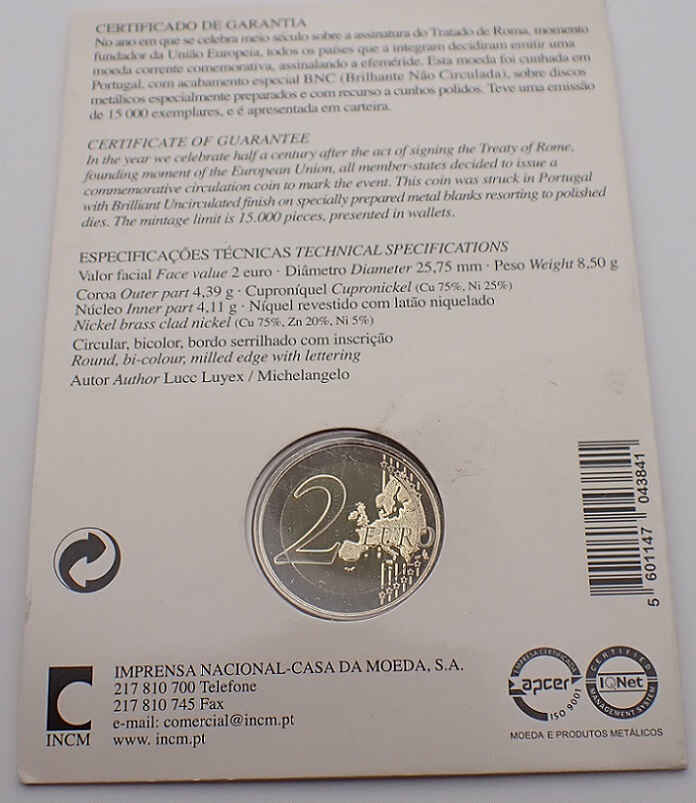 CERTIFICADO DE GARANTIA
No ano em que se celebra meio século sobre a assinatura do Tratado de Roma, momento
fundador da União Europeia, todos os países que a integram decidiram emitir uma
moeda corrente comemorativa, assinalando a efeméride. Esta moeda foi cunhada em
Portugal, com acabamento especial BNC (Brilhante Não Circulada), sobre discos
metálicos especialmente preparados e com recurso a cunhos polidos. Teve uma emissão
de 15 000 exemplares, e é apresentada em carteira.
CERTIFICATE OF GUARANTEE
In the year we celebrate half a century after the act of signing the Treaty of Rome,
founding moment of the European Union, all member-states decided to issue a
commemorative circulation coin to mark the event. This coin was struck in Portugal
with Brilliant Uncirculated finish on specially prepared metal blanks resorting to polished
dies. The mintage limit is 15.000 pieces, presented in wallets.
ESPECIFICAÇÕES TÉCNICAS TECHNICAL SPECIFICATIONS
Valor facial Face value 2 euro · Diâmetro Diameter 25,75 mm · Peso Weight 8,50 g
Coroa Outer part 4,39 g · Cuproníquel Cupronickel (Cu 75%, Ni 25%)
Núcleo Inner part 4,11 g · Níquel revestido com latão niquelado
Nickel brass clad nickel (Cu 75%, Zn 20%, Ni 5%)
Circular, bicolor, bordo serrilhado com inscrição
Round, bi-colour, milled edge with lettering
Autor Author Lucc Luyex / Michelangelo
2 EURO
5 601147 043841
INCM
IMPRENSA NACIONAL-CASA DA MOEDA, S.A.
217 810 700 Telefone
217 810 745 Fax
e-mail: comercial@incm.pt
www. incm.pt
EMPRESA CERTIFICADA
apcer
ISO 9001
CERTIFIED
IQNet
MANAGEMENT SYSTEM
MOEDA E PRODUTOS METÁLICOS